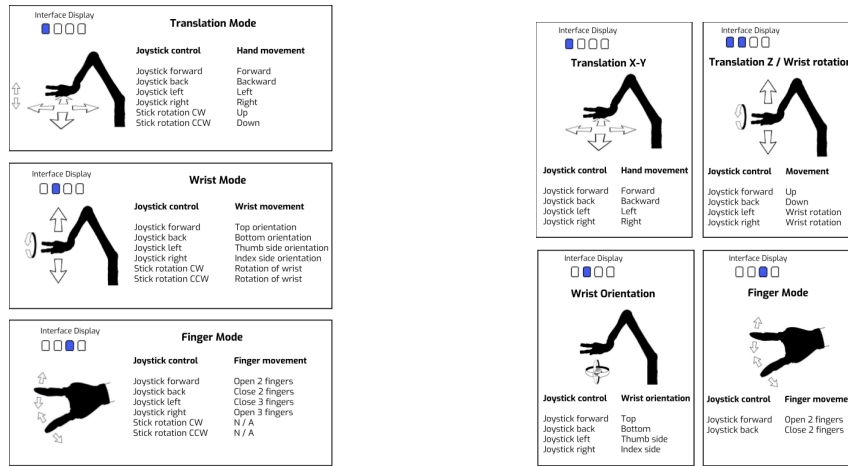 Interface Display
Translation Mode
Joystick control Hand movement
Joystick forward Forward
Joystick back Backward
Joystick left Left
Joystick right Right
Stick rotation CW Up
Stick rotation CCW Down
Interface Display
Wrist Mode
Joystick control Wrist movement
Joystick forward Top orientation
Joystick back Bottom orientation
Joystick left Thumb side orientation
Joystick right Index side orientation
Stick rotation CW Rotation of wrist
Stick rotation CCW Rotation of wrist
Interface Display
Finger Mode
Joystick control Finger movement
Joystick forward Open 2 fingers
Joystick back Close 2 fingers
Joystick left Close 3 fingers
Joystick right Open 3 fingers
Stick rotation CW N / A
Stick rotation CCW N / A
Interface Display
Translation X-Y
Joystick control Hand movement
Joystick forward Forward
Joystick back Backward
Joystick left Left
Joystick right Right
Interface Display
Translation Z / Wrist rotation
Joystick control Movement
Joystick forward Up
Joystick back Down
Joystick left Wrist rotation
Joystick right Wrist rotation
Interface Display
Wrist Orientation
Joystick control Wrist orientation
Joystick forward Top
Joystick back Bottom
Joystick left Thumb side
Joystick right Index side
Interface Display
Finger Mode
Joystick control Finger moveme
Joystick forward Open 2 fingers
Joystick back Close 2 fingers